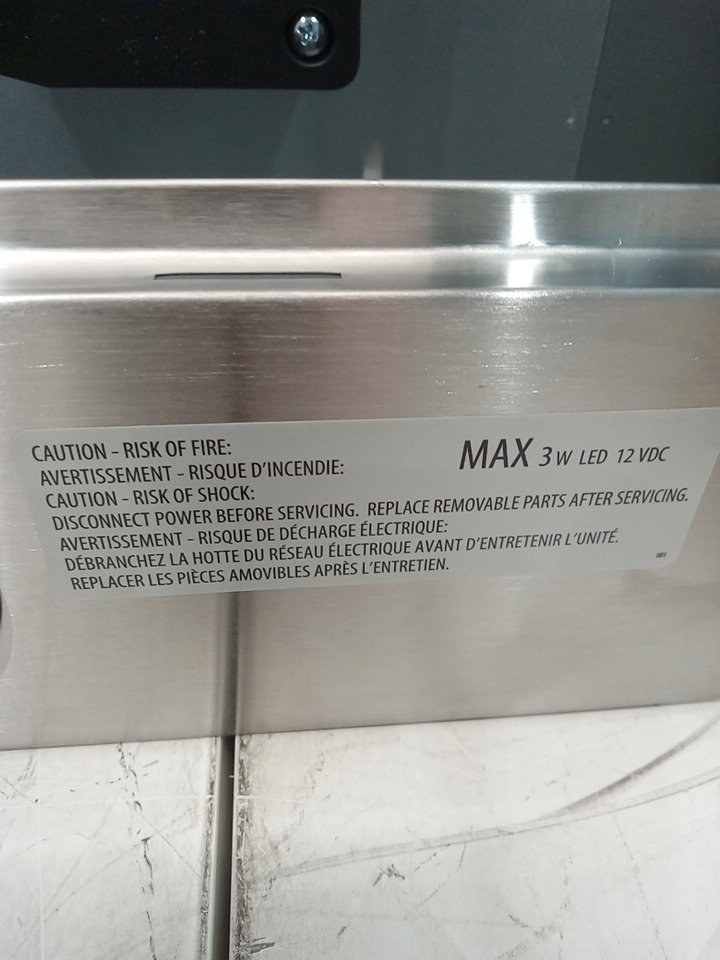 CAUTION - RISK OF FIRE:
MAX 3W LED 12 VDC
AVERTISSEMENT - RISQUE D'INCENDIE:
CAUTION - RISK OF SHOCK:
DISCONNECT POWER BEFORE SERVICING. REPLACE REMOVABLE PARTS AFTER SERVICING.
AVERTISSEMENT - RISQUE DE DÉCHARGE ÉLECTRIQUE:
DÉBRANCHEZ LA HOTTE DU RÉSEAU ÉLECTRIQUE AVANT D'ENTRETENIR L'UNITÉ.
REPLACER LES PIÈCES AMOVIBLES APRÈS L'ENTRETIEN.
001